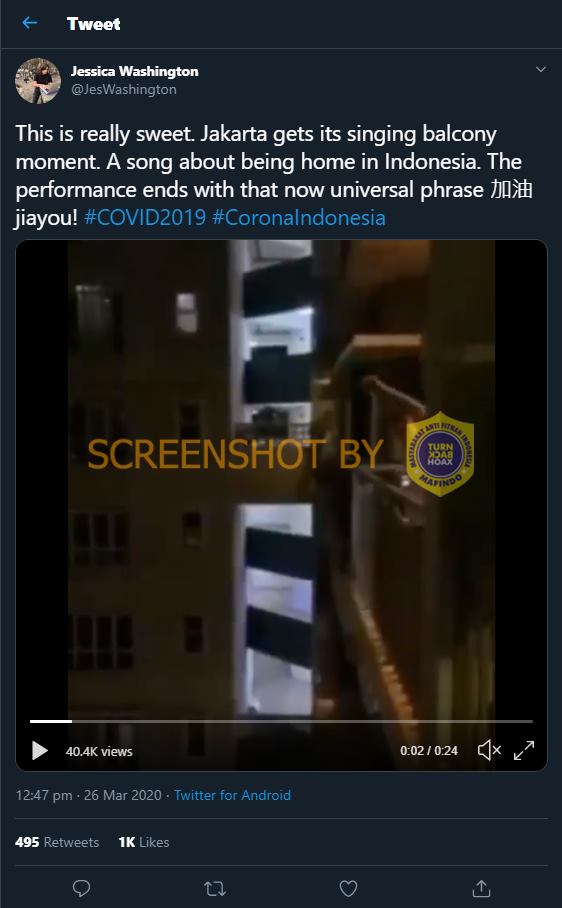 Tweet
Jessica Washington
@JesWashington
This is really sweet. Jakarta gets its singing balcony
moment. A song about being home in Indonesia. The
performance ends with that now universal phrase 加油
jiayou! #COVID2019 #CoronaIndonesia
SCREENSHOT BY
MASYARAKAT ANTI FITNAH INDONESIA
TURN
BACK
HOAX
MAFINDO
40.4K views
0:02 / 0:24
12:47 pm · 26 Mar 2020 · Twitter for Android
495 Retweets 1K Likes